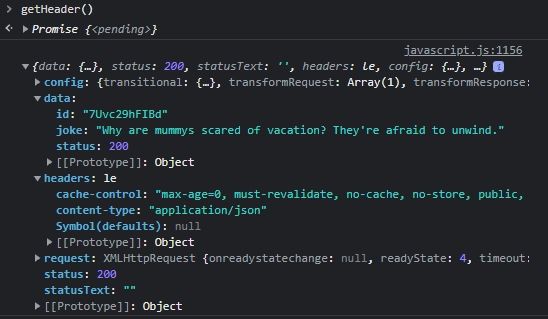 > getHeader()
<· ▶ Promise {<pending>}
javascript.js:1156
▼ {data: {…}, status: 200, statusText: '', headers: le, config: {…}, …} i
▶ config: {transitional: {…}, transformRequest: Array(1), transformResponse:
▼ data:
id: "7Uvc29hFIBd"
joke: "Why are mummys scared of vacation? They're afraid to unwind."
status: 200
▶ [[Prototype]]: Object
▼ headers: le
cache-control: "max-age=0, must-revalidate, no-cache, no-store, public,
content-type: "application/json"
Symbol(defaults): null
▶ [[Prototype]]: Object
▶ request: XMLHttpRequest {onreadystatechange: null, readyState: 4, timeout:
status: 200
statusText: ""
▶ [[Prototype]]: Object